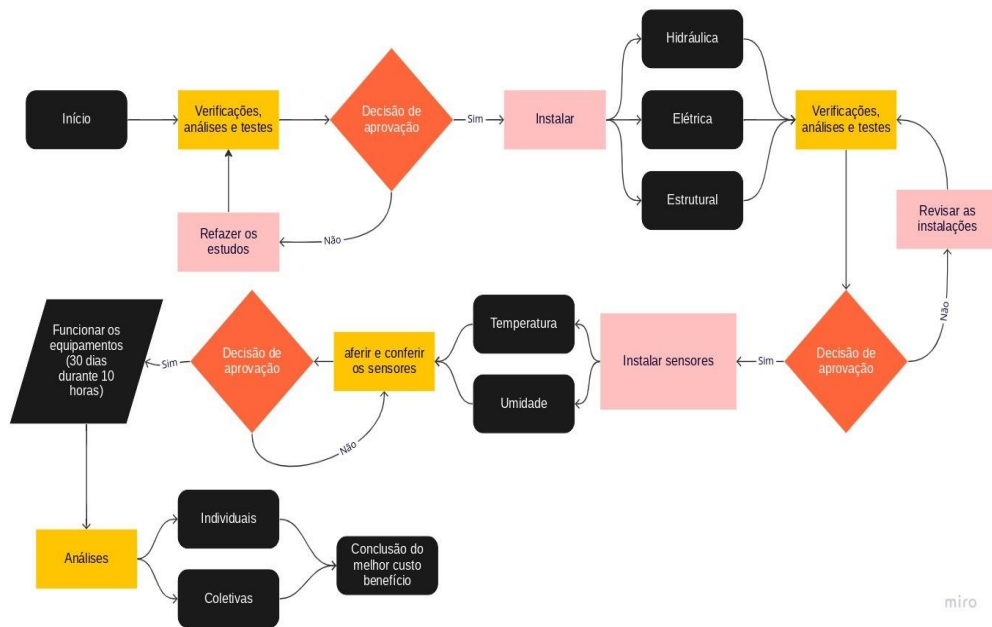 Início
Verificações,
análises e testes
Decisão de
aprovação
Sim
Instalar
Hidráulica
Elétrica
Estrutural
Verificações,
análises e testes
Refazer os
estudos
Não
Revisar as
instalações
Não
Funcionar os
equipamentos
(30 dias
durante 10
horas)
Sim
Decisão de
aprovação
aferir e conferir
os sensores
Temperatura
Umidade
Instalar sensores
Sim
Decisão de
aprovação
Não
Análises
Individuais
Coletivas
Conclusão do
melhor custo
benefício
miro